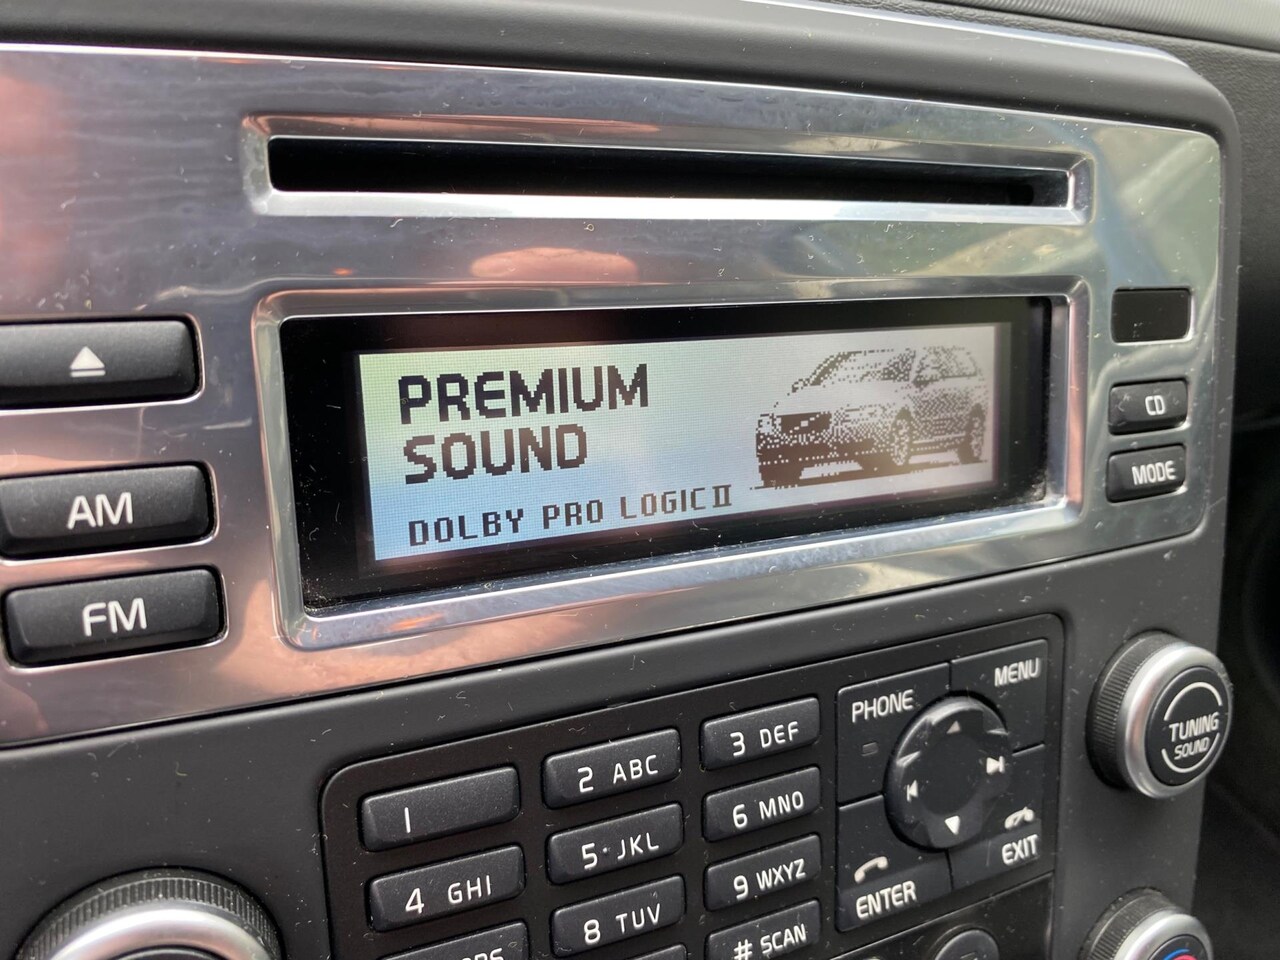 PREMIUM
SOUND
DOLBY PRO LOGIC II
AM
FM
CD
MODE
PHONE
MENU
ENTER
EXIT
TUNING
SOUND
1
2 ABC
3 DEF
4 GHI
5 JKL
6 MNO
8 TUV
9 WXYZ
# SCAN